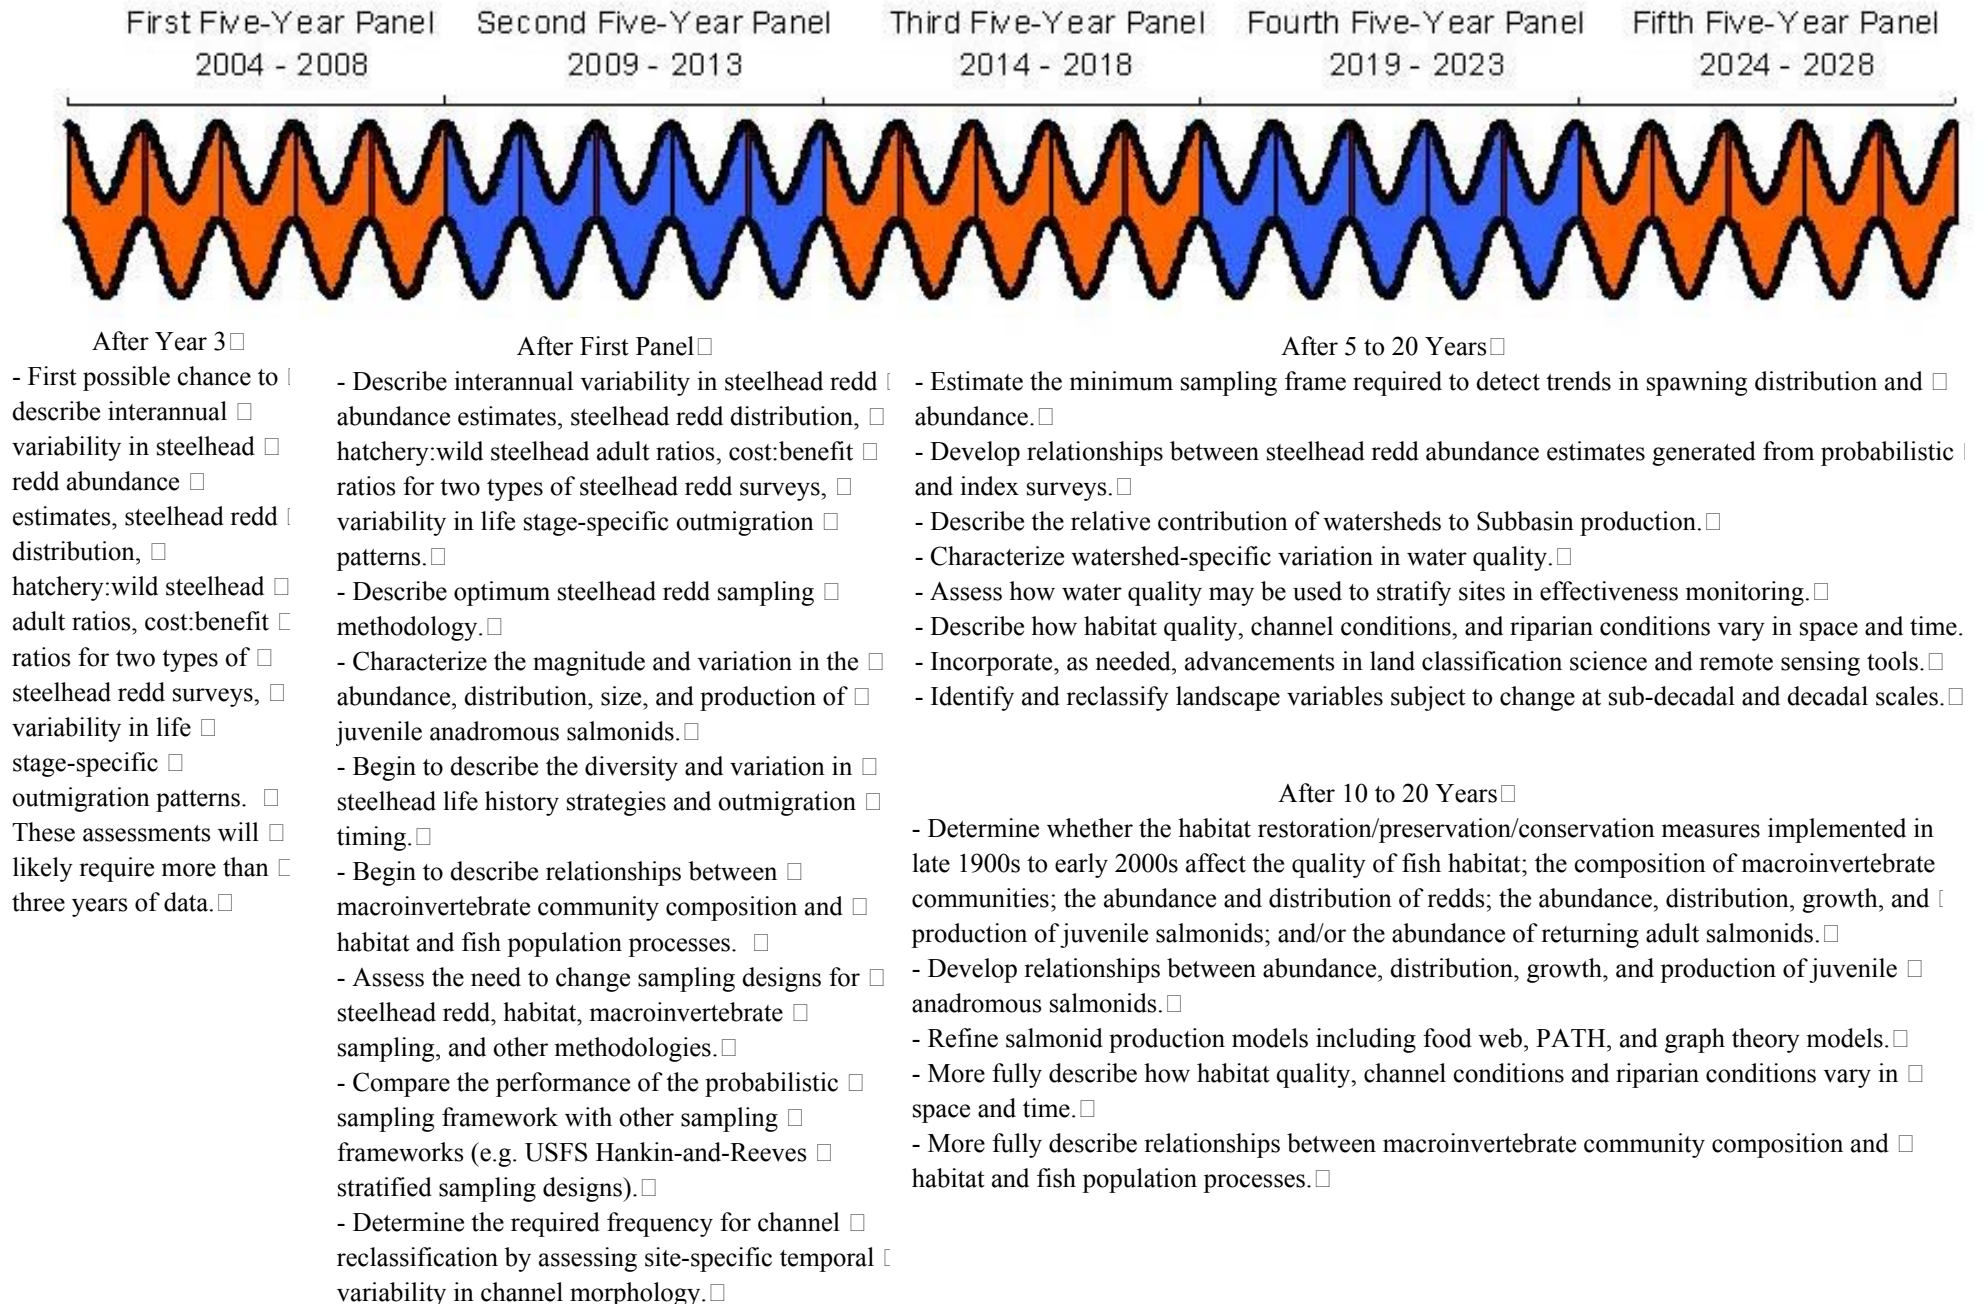 First Five-Year Panel
2004 - 2008
Second Five-Year Panel
2009 - 2013
Third Five-Year Panel
2014 - 2018
Fourth Five-Year Panel
2019 - 2023
Fifth Five-Year Panel
2024 - 2028
After Year 3
- First possible chance to
describe interannual
variability in steelhead
redd abundance
estimates, steelhead redd
distribution,
hatchery:wild steelhead
adult ratios, cost:benefit
ratios for two types of
steelhead redd surveys,
variability in life
stage-specific
outmigration patterns.
These assessments will
likely require more than
three years of data.
After First Panel
- Describe interannual variability in steelhead redd
abundance estimates, steelhead redd distribution,
hatchery:wild steelhead adult ratios, cost:benefit
ratios for two types of steelhead redd surveys,
variability in life stage-specific outmigration
patterns.
- Describe optimum steelhead redd sampling
methodology.
- Characterize the magnitude and variation in the
abundance, distribution, size, and production of
juvenile anadromous salmonids.
- Begin to describe the diversity and variation in
steelhead life history strategies and outmigration
timing.
- Begin to describe relationships between
macroinvertebrate community composition and
habitat and fish population processes.
- Assess the need to change sampling designs for
steelhead redd, habitat, macroinvertebrate
sampling, and other methodologies.
- Compare the performance of the probabilistic
sampling framework with other sampling
frameworks (e.g. USFS Hankin-and-Reeves
stratified sampling designs).
- Determine the required frequency for channel
reclassification by assessing site-specific temporal
variability in channel morphology.
After 5 to 20 Years
- Estimate the minimum sampling frame required to detect trends in spawning distribution and
abundance.
- Develop relationships between steelhead redd abundance estimates generated from probabilistic
and index surveys.
- Describe the relative contribution of watersheds to Subbasin production.
- Characterize watershed-specific variation in water quality.
- Assess how water quality may be used to stratify sites in effectiveness monitoring.
- Describe how habitat quality, channel conditions, and riparian conditions vary in space and time.
- Incorporate, as needed, advancements in land classification science and remote sensing tools.
- Identify and reclassify landscape variables subject to change at sub-decadal and decadal scales.
After 10 to 20 Years
- Determine whether the habitat restoration/preservation/conservation measures implemented in
late 1900s to early 2000s affect the quality of fish habitat; the composition of macroinvertebrate
communities; the abundance and distribution of redds; the abundance, distribution, growth, and
production of juvenile salmonids; and/or the abundance of returning adult salmonids.
- Develop relationships between abundance, distribution, growth, and production of juvenile
anadromous salmonids.
- Refine salmonid production models including food web, PATH, and graph theory models.
- More fully describe how habitat quality, channel conditions and riparian conditions vary in
space and time.
- More fully describe relationships between macroinvertebrate community composition and
habitat and fish population processes.